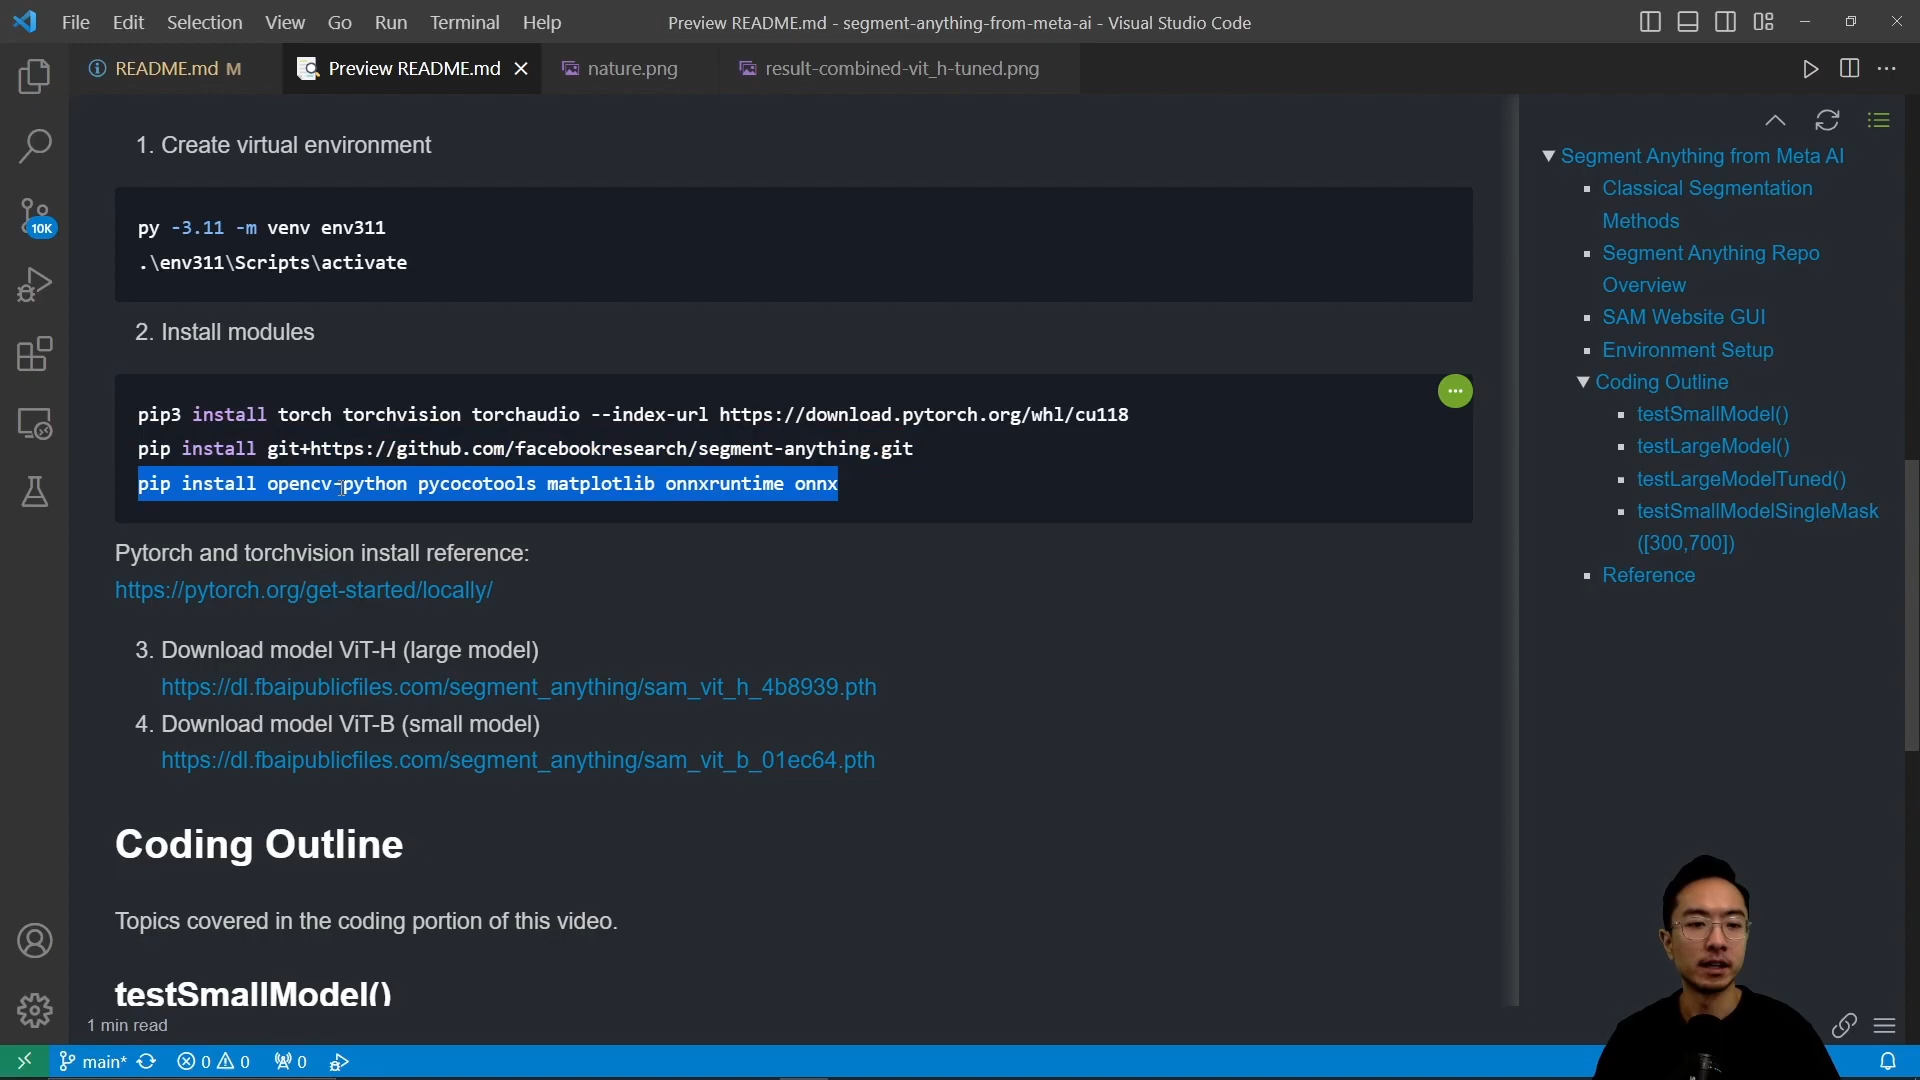 File Edit Selection View Go Run Terminal Help
Preview README.md - segment-anything-from-meta-ai - Visual Studio Code
README.md M
Preview README.md
nature.png
result-combined-vit_h-tuned.png
10K
1. Create virtual environment
py -3.11 -m venv env311
.\env311\Scripts\activate
2. Install modules
pip3 install torch torchvision torchaudio --index-url https://download.pytorch.org/whl/cu118
pip install git+https://github.com/facebookresearch/segment-anything.git
pip install opencv-python pycocotools matplotlib onnxruntime onnx
Pytorch and torchvision install reference:
https://pytorch.org/get-started/locally/
3. Download model ViT-H (large model)
https://dl.fbaipublicfiles.com/segment_anything/sam_vit_h_4b8939.pth
4. Download model ViT-B (small model)
https://dl.fbaipublicfiles.com/segment_anything/sam_vit_b_01ec64.pth
Coding Outline
Topics covered in the coding portion of this video.
testSmallModel()
1 min read
Segment Anything from Meta AI
Classical Segmentation
Methods
Segment Anything Repo
Overview
SAM Website GUI
Environment Setup
Coding Outline
testSmallModel()
testLargeModel()
testLargeModelTuned()
testSmallModelSingleMask
([300,700])
Reference
main* 0 0 0